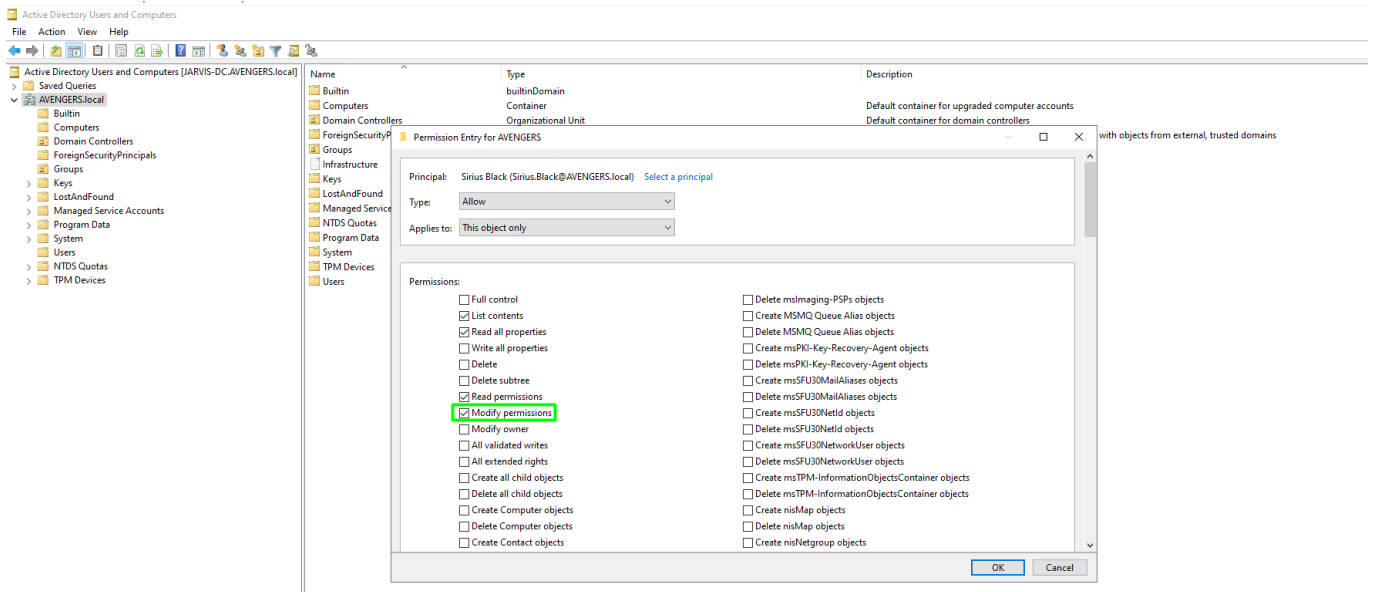 Active Directory Users and Computers
File Action View Help
Active Directory Users and Computers [JARVIS-DC.AVENGERS.local]
Saved Queries
AVENGERS.local
Builtin
Computers
Domain Controllers
ForeignSecurityPrincipals
Groups
Keys
LostAndFound
Managed Service Accounts
Program Data
System
Users
NTDS Quotas
TPM Devices
Name Type Description
Builtin builtinDomain
Computers Container Default container for upgraded computer accounts
Domain Controllers Organizational Unit Default container for domain controllers
ForeignSecurityP with objects from external, trusted domains
Groups
Infrastructure
Keys
LostAndFound
Managed Service
NTDS Quotas
Program Data
System
TPM Devices
Users
Permission Entry for AVENGERS
Principal: Sirius Black (Sirius.Black@AVENGERS.local) Select a principal
Type: Allow
Applies to: This object only
Permissions:
Full control
List contents
Read all properties
Write all properties
Delete
Delete subtree
Read permissions
Modify permissions
Modify owner
All validated writes
All extended rights
Create all child objects
Delete all child objects
Create Computer objects
Delete Computer objects
Create Contact objects
Delete msImaging-PSPs objects
Create MSMQ Queue Alias objects
Delete MSMQ Queue Alias objects
Create msPKI-Key-Recovery-Agent objects
Delete msPKI-Key-Recovery-Agent objects
Create msSFU30MailAliases objects
Delete msSFU30MailAliases objects
Create msSFU30NetId objects
Delete msSFU30NetId objects
Create msSFU30NetworkUser objects
Delete msSFU30NetworkUser objects
Create msTPM-InformationObjectsContainer objects
Delete msTPM-InformationObjectsContainer objects
Create nisMap objects
Delete nisMap objects
Create nisNetgroup objects
OK Cancel